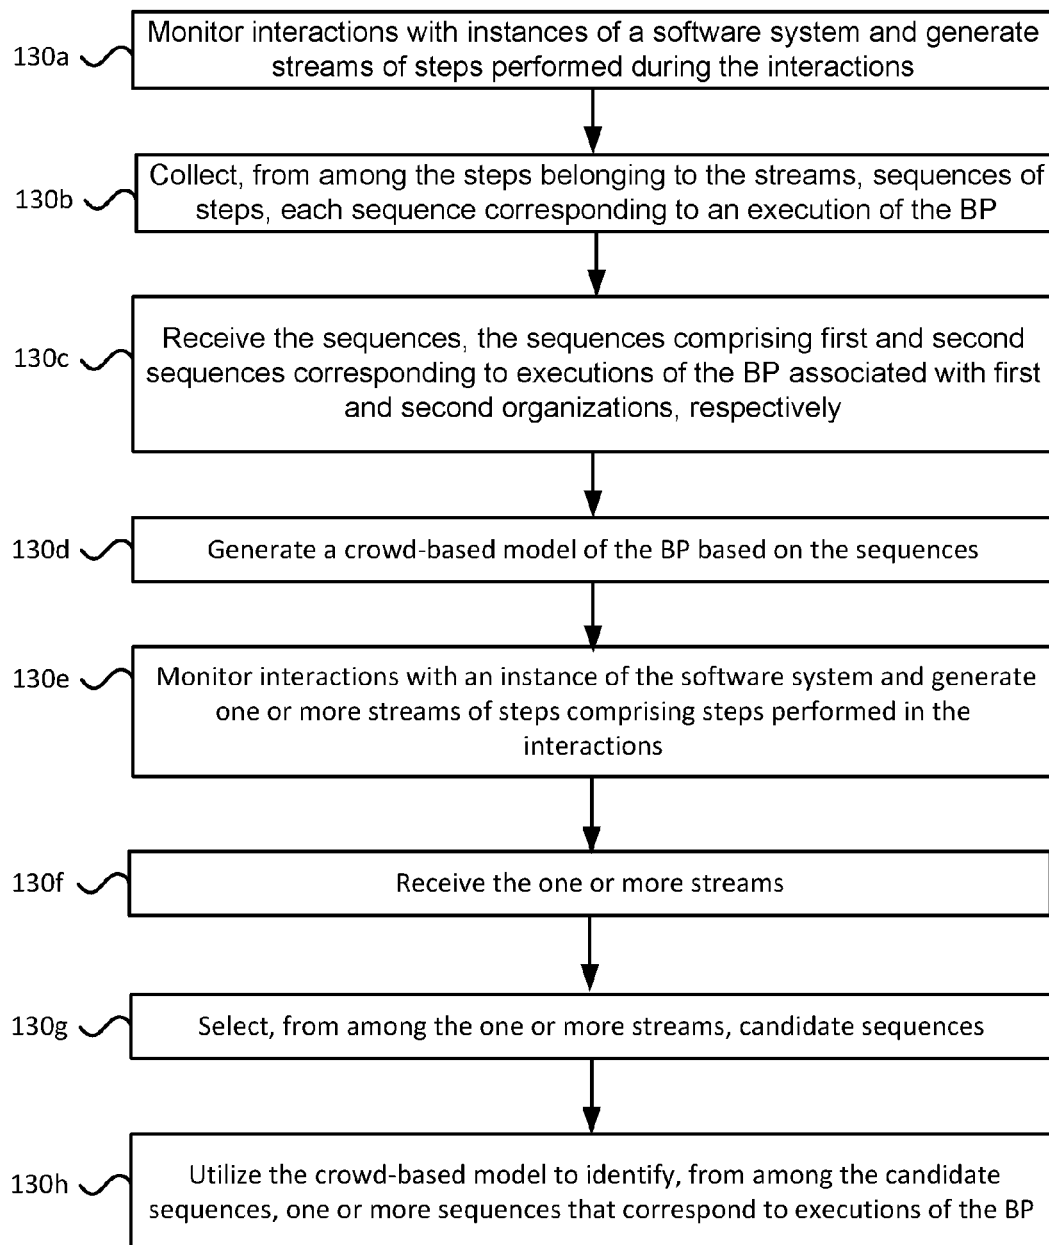 130a
Monitor interactions with instances of a software system and generate
streams of steps performed during the interactions
130b
Collect, from among the steps belonging to the streams, sequences of
steps, each sequence corresponding to an execution of the BP
130c
Receive the sequences, the sequences comprising first and second
sequences corresponding to executions of the BP associated with first
and second organizations, respectively
130d
Generate a crowd-based model of the BP based on the sequences
130e
Monitor interactions with an instance of the software system and generate
one or more streams of steps comprising steps performed in the
interactions
130f
Receive the one or more streams
130g
Select, from among the one or more streams, candidate sequences
130h
Utilize the crowd-based model to identify, from among the candidate
sequences, one or more sequences that correspond to executions of the BP